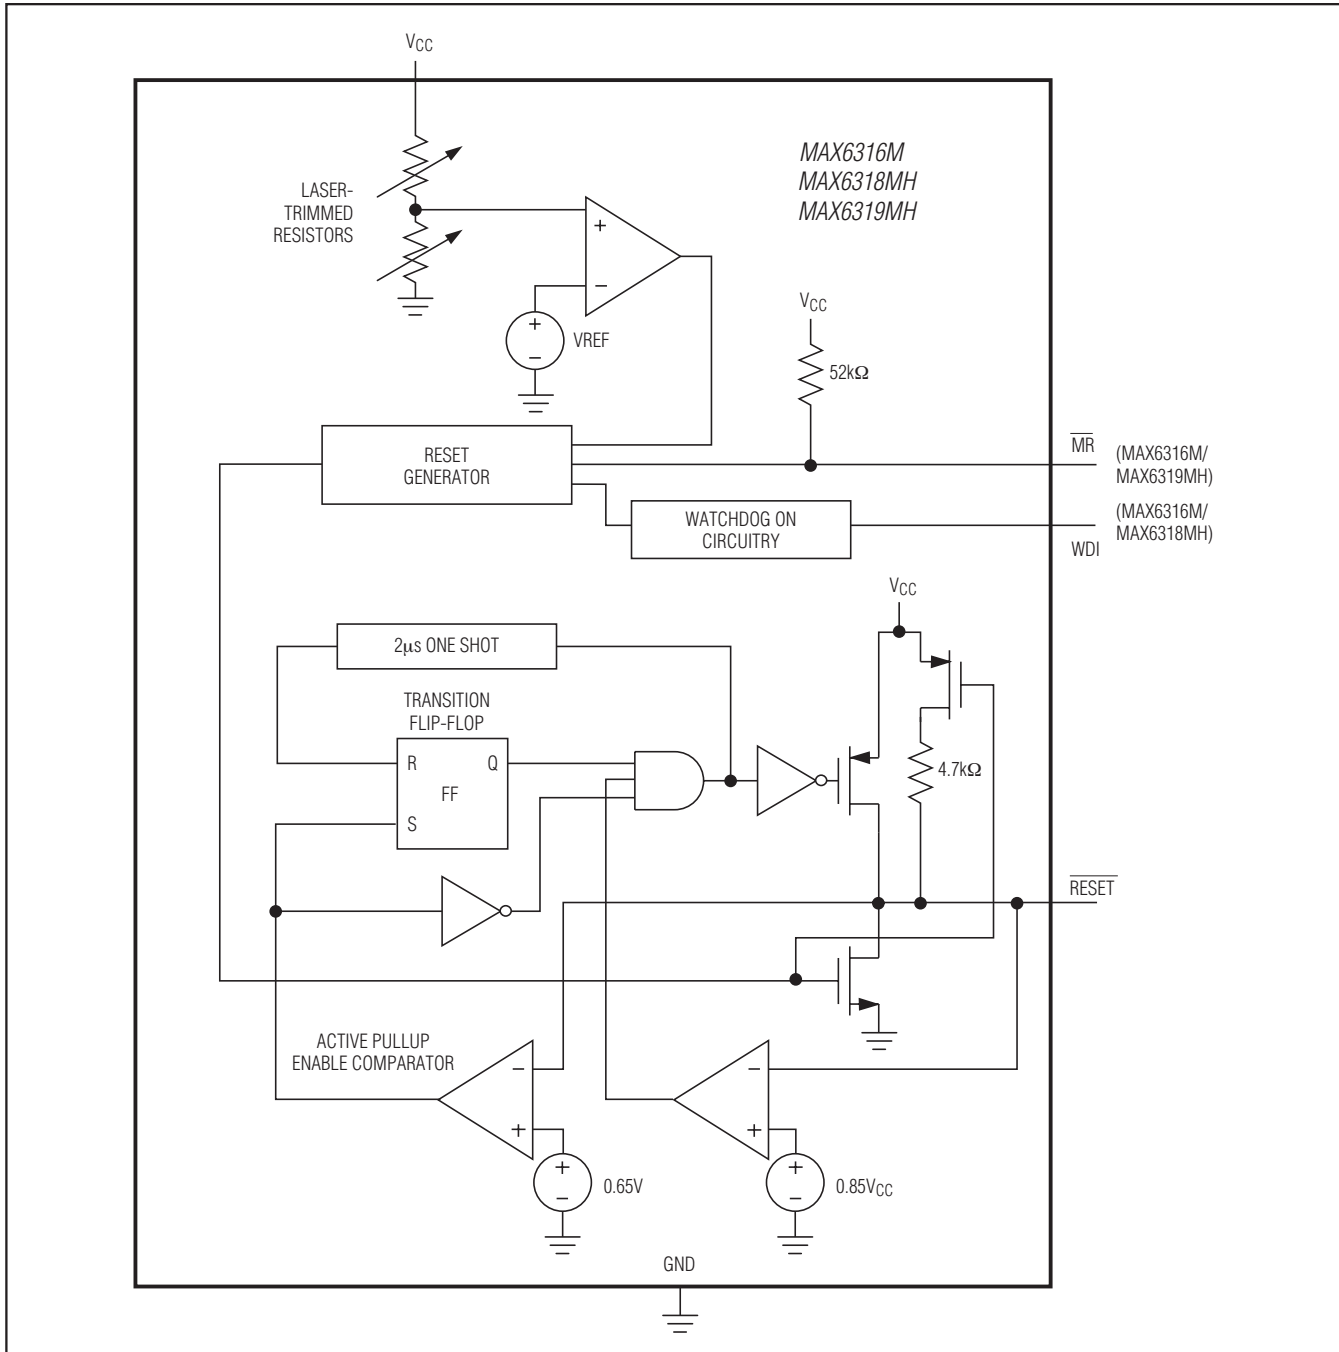 VCC
MAX6316M
MAX6318MH
MAX6319MH
LASER-
TRIMMED
RESISTORS
+
−
+
−
VREF
VCC
52kΩ
RESET
GENERATOR
MR
(MAX6316M/
MAX6319MH)
WATCHDOG ON
CIRCUITRY
(MAX6316M/
MAX6318MH)
WDI
VCC
2µs ONE SHOT
TRANSITION
FLIP-FLOP
R
Q
FF
S
4.7kΩ
RESET
ACTIVE PULLUP
ENABLE COMPARATOR
−
+
−
+
+
−
0.65V
+
−
0.85VCC
GND